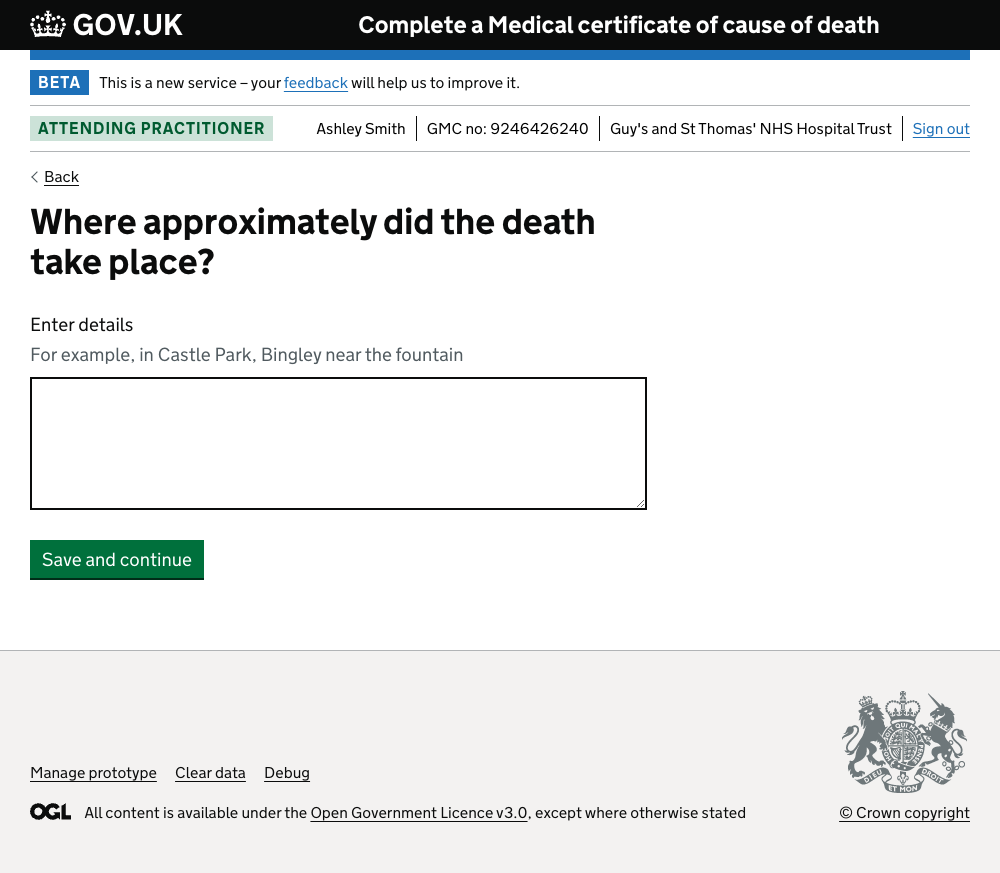 GOV.UK
Complete a Medical certificate of cause of death
BETA This is a new service – your feedback will help us to improve it.
ATTENDING PRACTITIONER Ashley Smith GMC no: 9246426240 Guy's and St Thomas' NHS Hospital Trust Sign out
Back
Where approximately did the death
take place?
Enter details
For example, in Castle Park, Bingley near the fountain
Save and continue
Manage prototype Clear data Debug
OGL All content is available under the Open Government Licence v3.0, except where otherwise stated
DIEU ET MON DROIT
© Crown copyright